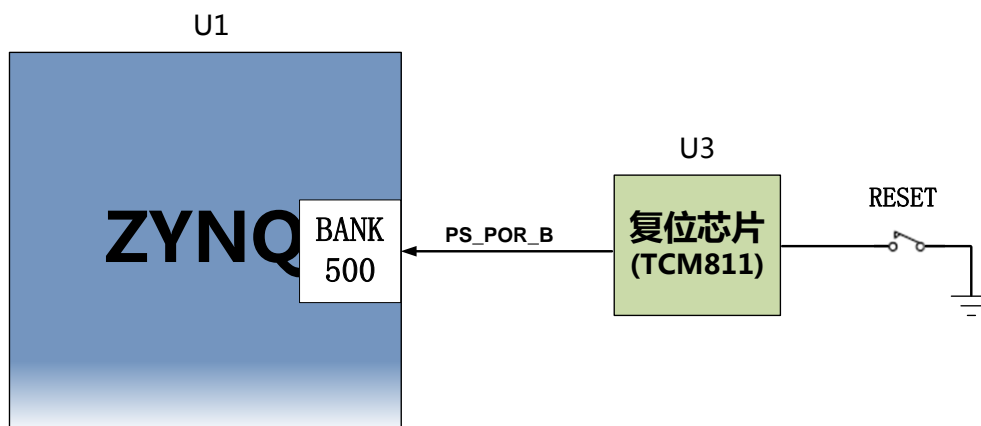 U1
ZYNQ
BANK
500
PS_POR_B
U3
复位芯片
(TCM811)
RESET